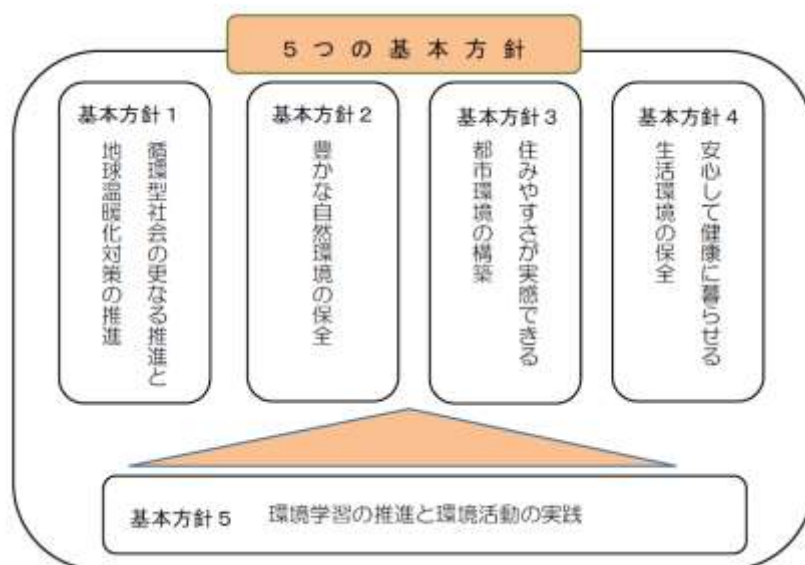 5つの基本方針
基本方針1
循環型社会の更なる推進と
地球温暖化対策の推進
基本方針2
豊かな自然環境の保全
基本方針3
住みやすさが実感できる
都市環境の構築
基本方針4
安心して健康に暮らせる
生活環境の保全
基本方針5 環境学習の推進と環境活動の実践